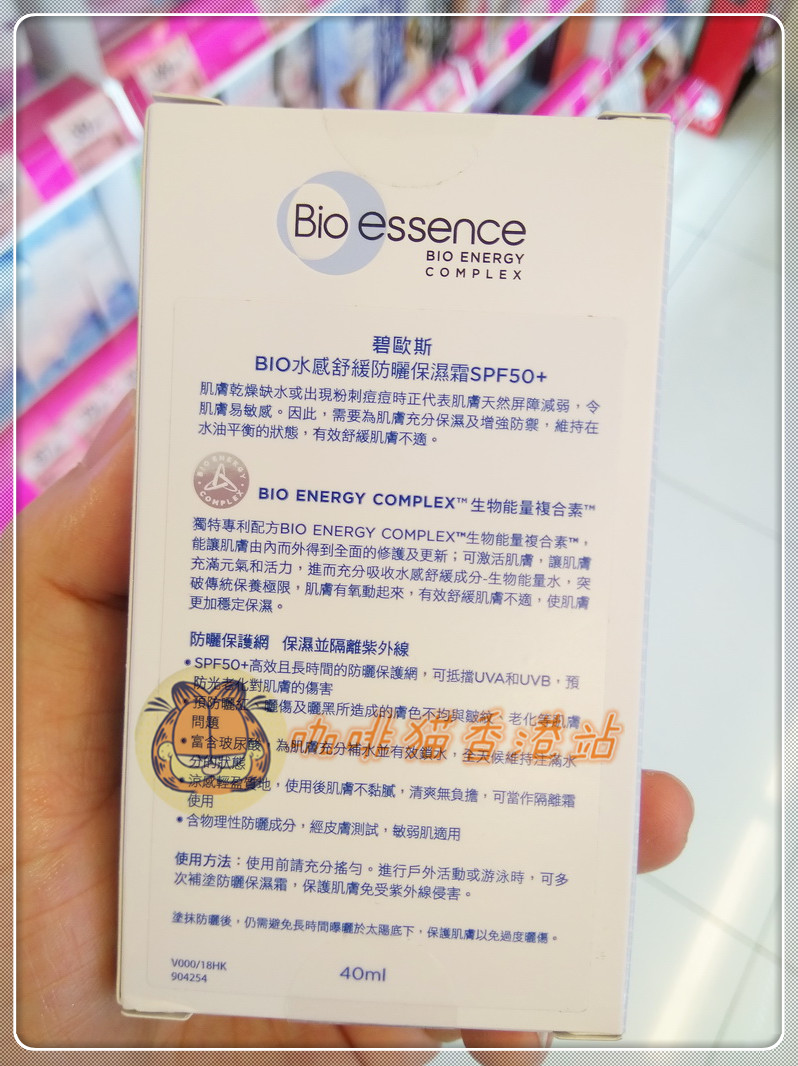 Bio essence
BIO ENERGY
COMPLEX
碧歐斯
BIO水感舒緩防曬保濕霜SPF50+
肌膚乾燥缺水或出現粉刺痘痘時正代表肌膚天然屏障減弱，令
肌膚易敏感。因此，需要為肌膚充分保濕及增強防禦，維持在
水油平衡的狀態，有效舒緩肌膚不適。
BIO ENERGY
COMPLEX
BIO ENERGY COMPLEX™生物能量複合素™
獨特專利配方BIO ENERGY COMPLEX™生物能量複合素™，
能讓肌膚由內而外得到全面的修護及更新；可激活肌膚，讓肌膚
充滿元氣和活力，進而充分吸收水感舒緩成分-生物能量水，突
破傳統保養極限，肌膚有氧動起來，有效舒緩肌膚不適，使肌膚
更加穩定保濕。
防曬保護網 保濕並隔離紫外線
•SPF50+高效且長時間的防曬保護網，可抵擋UVA和UVB，預
防光老化對肌膚的傷害
•預防曬紅、曬傷及曬黑所造成的膚色不均與皺紋、老化等肌膚
問題
咖啡猫香港站
•富含玻尿酸，為肌膚充分補水並有效鎖水，全天候維持注滿水
分的狀態
•涼感輕盈質地，使用後肌膚不黏膩，清爽無負擔，可當作隔離霜
使用
•含物理性防曬成分，經皮膚測試，敏弱肌適用
使用方法：使用前請充分搖勻。進行戶外活動或游泳時，可多
次補塗防曬保濕霜，保護肌膚免受紫外線侵害。
塗抹防曬後，仍需避免長時間曝曬於太陽底下，保護肌膚以免過度曬傷。
V000/18HK
904254
40ml